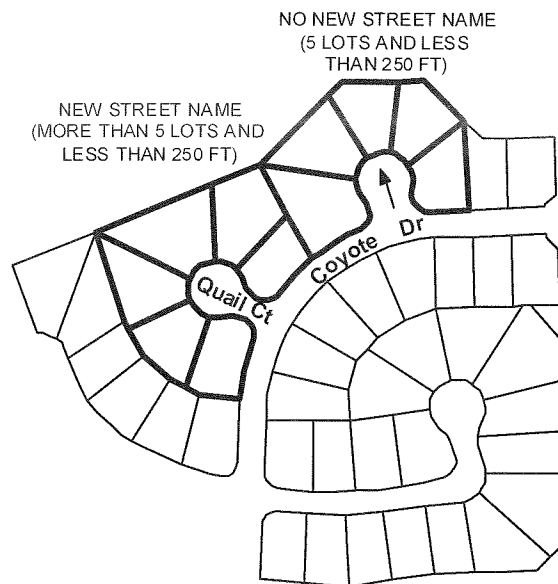 NO NEW STREET NAME
(5 LOTS AND LESS
THAN 250 FT)
NEW STREET NAME
(MORE THAN 5 LOTS AND
LESS THAN 250 FT)
Coyote Dr
Quail Ct